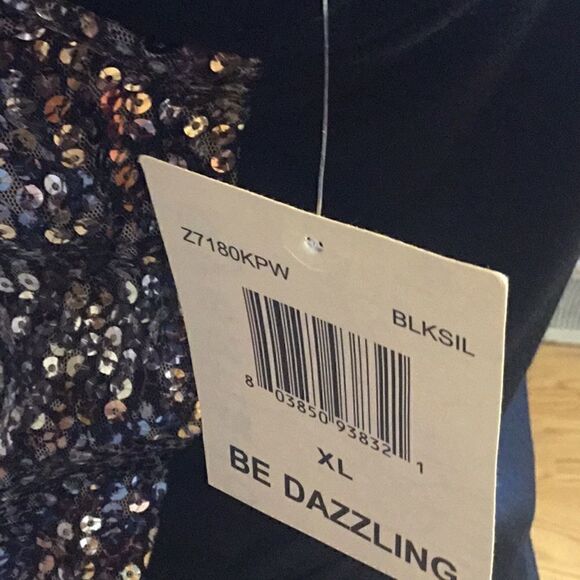 Z7180KPW
BLKSIL
8 03850 93832 1
XL
BE DAZZLING